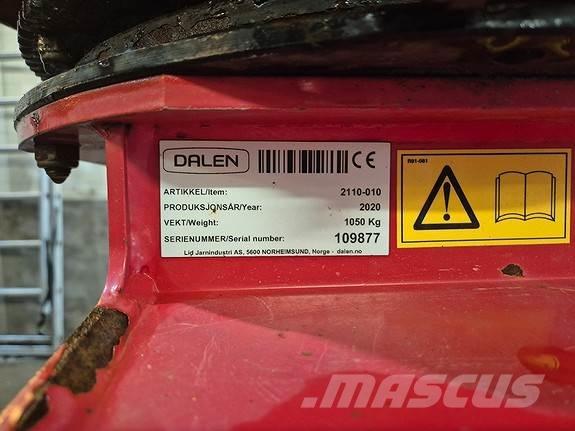 DALEN CE
ARTIKKEL/Item: 2110-010
PRODUKSJONSÅR/Year: 2020
VEKT/Weight: 1050 Kg
SERIENUMMER/Serial number: 109877
Lid Jarnindustri AS, 5600 NORHEIMSUND, Norge - dalen.no
R91-081
MASCUS